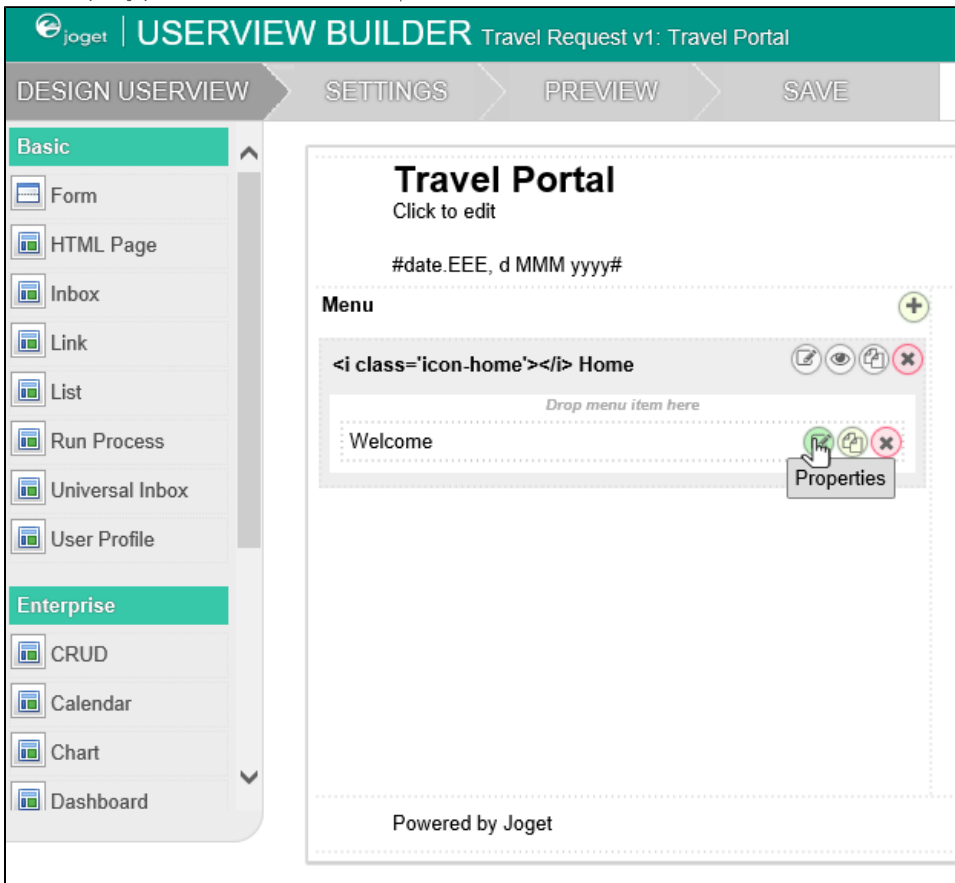 joget | USERVIEW BUILDER Travel Request v1: Travel Portal
DESIGN USERVIEW SETTINGS PREVIEW SAVE
Basic
Form
HTML Page
Inbox
Link
List
Run Process
Universal Inbox
User Profile
Enterprise
CRUD
Calendar
Chart
Dashboard
Travel Portal
Click to edit
#date.EEE, d MMM yyyy#
Menu
<i class='icon-home'></i> Home
Drop menu item here
Welcome
Properties
Powered by Joget